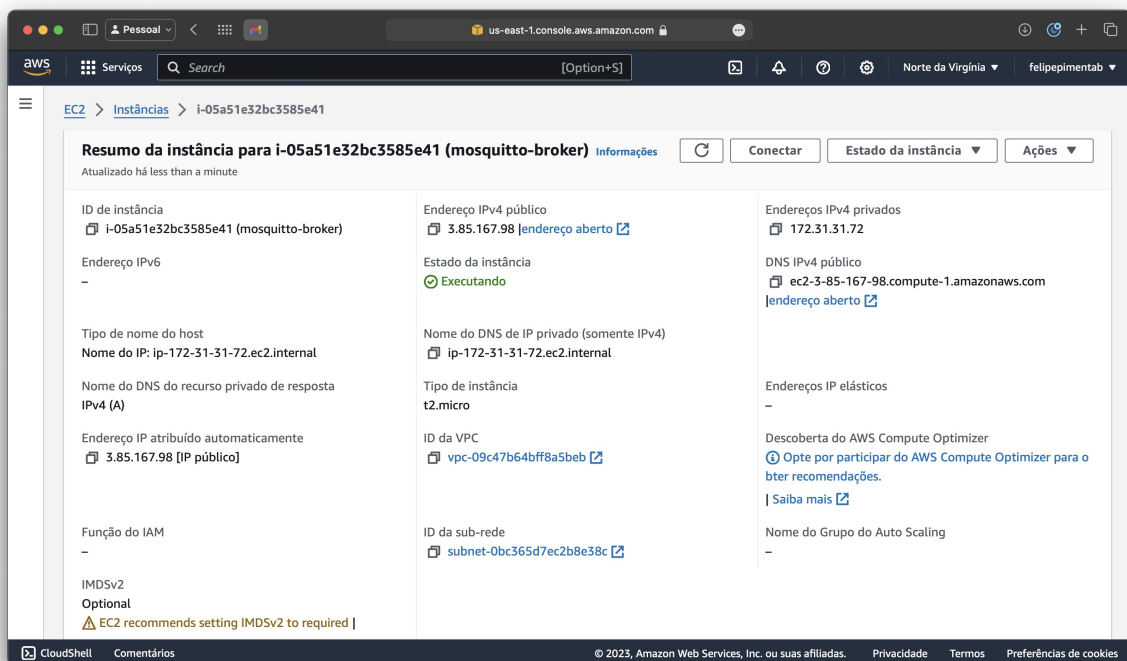 Pessoal
us-east-1.console.aws.amazon.com
aws
Serviços
Search
[Option+S]
Norte da Virgínia
felipepimentab
EC2 > Instâncias > i-05a51e32bc3585e41
Resumo da instância para i-05a51e32bc3585e41 (mosquitto-broker) Informações
Conectar
Estado da instância
Ações
Atualizado há less than a minute
ID de instância
i-05a51e32bc3585e41 (mosquitto-broker)
Endereço IPv4 público
3.85.167.98 |endereço aberto
Endereços IPv4 privados
172.31.31.72
Endereço IPv6
–
Estado da instância
Executando
DNS IPv4 público
ec2-3-85-167-98.compute-1.amazonaws.com
|endereço aberto
Tipo de nome do host
Nome do IP: ip-172-31-31-72.ec2.internal
Nome do DNS de IP privado (somente IPv4)
ip-172-31-31-72.ec2.internal
Nome do DNS do recurso privado de resposta
IPv4 (A)
Tipo de instância
t2.micro
Endereços IP elásticos
–
Endereço IP atribuído automaticamente
3.85.167.98 [IP público]
ID da VPC
vpc-09c47b64bff8a5beb
Descoberta do AWS Compute Optimizer
Opte por participar do AWS Compute Optimizer para o
bter recomendações.
| Saiba mais
Função do IAM
–
ID da sub-rede
subnet-0bc365d7ec2b8e38c
Nome do Grupo do Auto Scaling
–
IMDSv2
Optional
EC2 recommends setting IMDSv2 to required |
CloudShell
Comentários
© 2023, Amazon Web Services, Inc. ou suas afiliadas.
Privacidade
Termos
Preferências de cookies